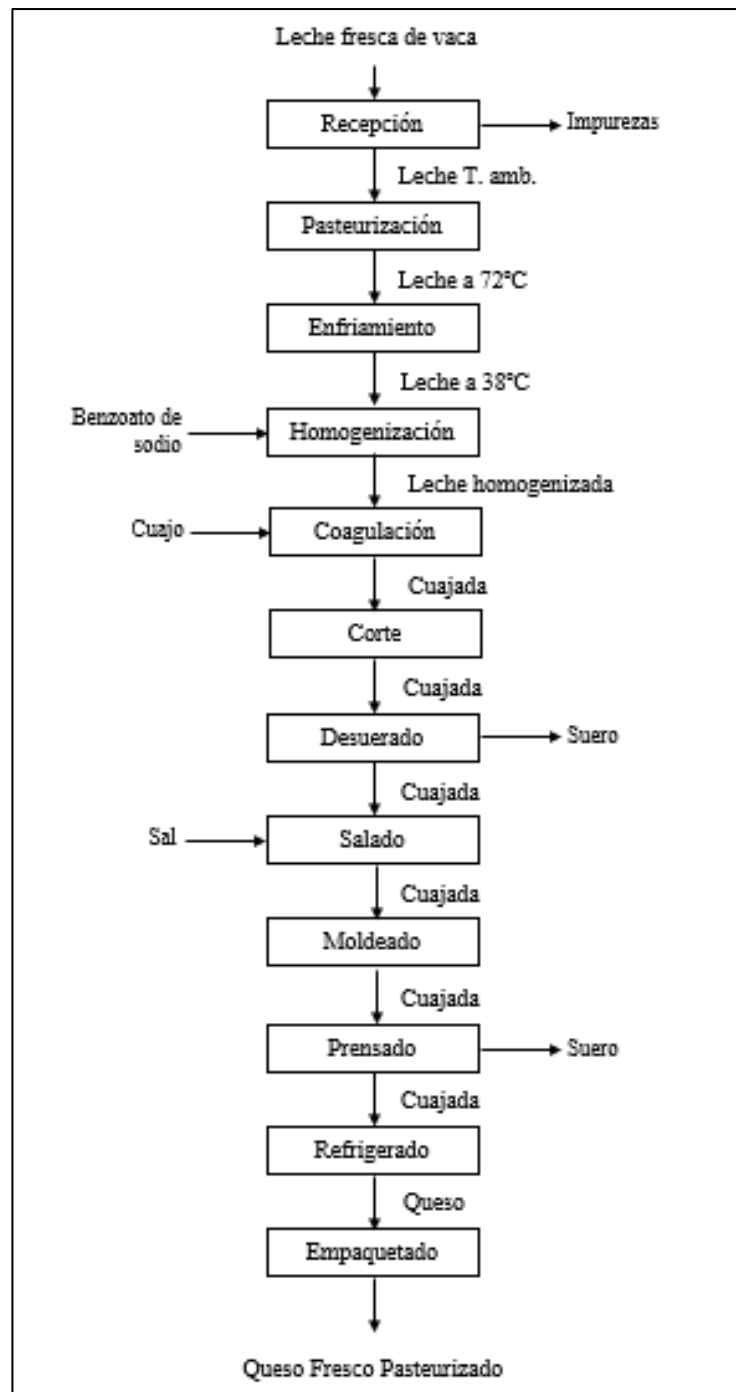 Leche fresca de vaca
Recepción
Impurezas
Leche T. amb.
Pasteurización
Leche a 72°C
Enfriamiento
Leche a 38°C
Benzoato de
sodio
Homogenización
Leche homogenizada
Cuajo
Coagulación
Cuajada
Corte
Cuajada
Desuerado
Suero
Cuajada
Sal
Salado
Cuajada
Moldeado
Cuajada
Prensado
Suero
Cuajada
Refrigerado
Queso
Empaquetado
Queso Fresco Pasteurizado